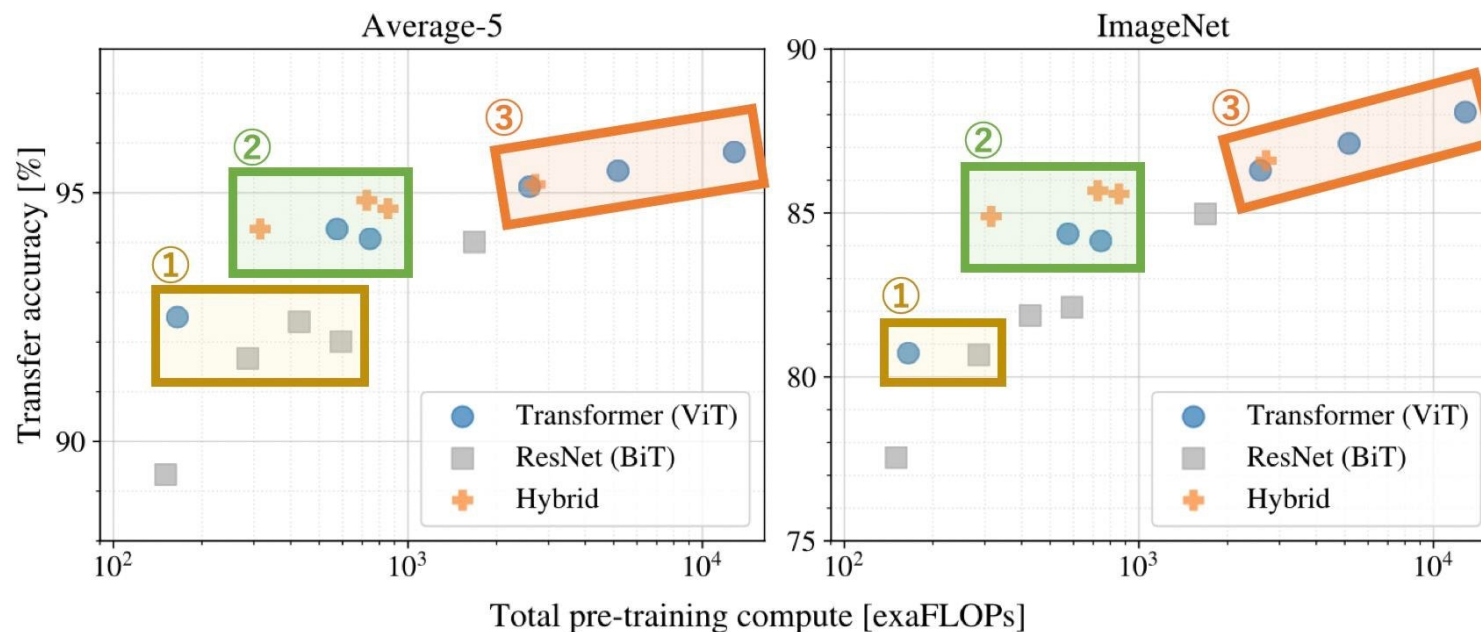 Average-5
ImageNet
Transfer accuracy [%]
95
90
①
②
③
Transformer (ViT)
ResNet (BiT)
Hybrid
10²
10³
10⁴
90
85
80
75
①
②
③
Transformer (ViT)
ResNet (BiT)
Hybrid
10²
10³
10⁴
Total pre-training compute [exaFLOPs]